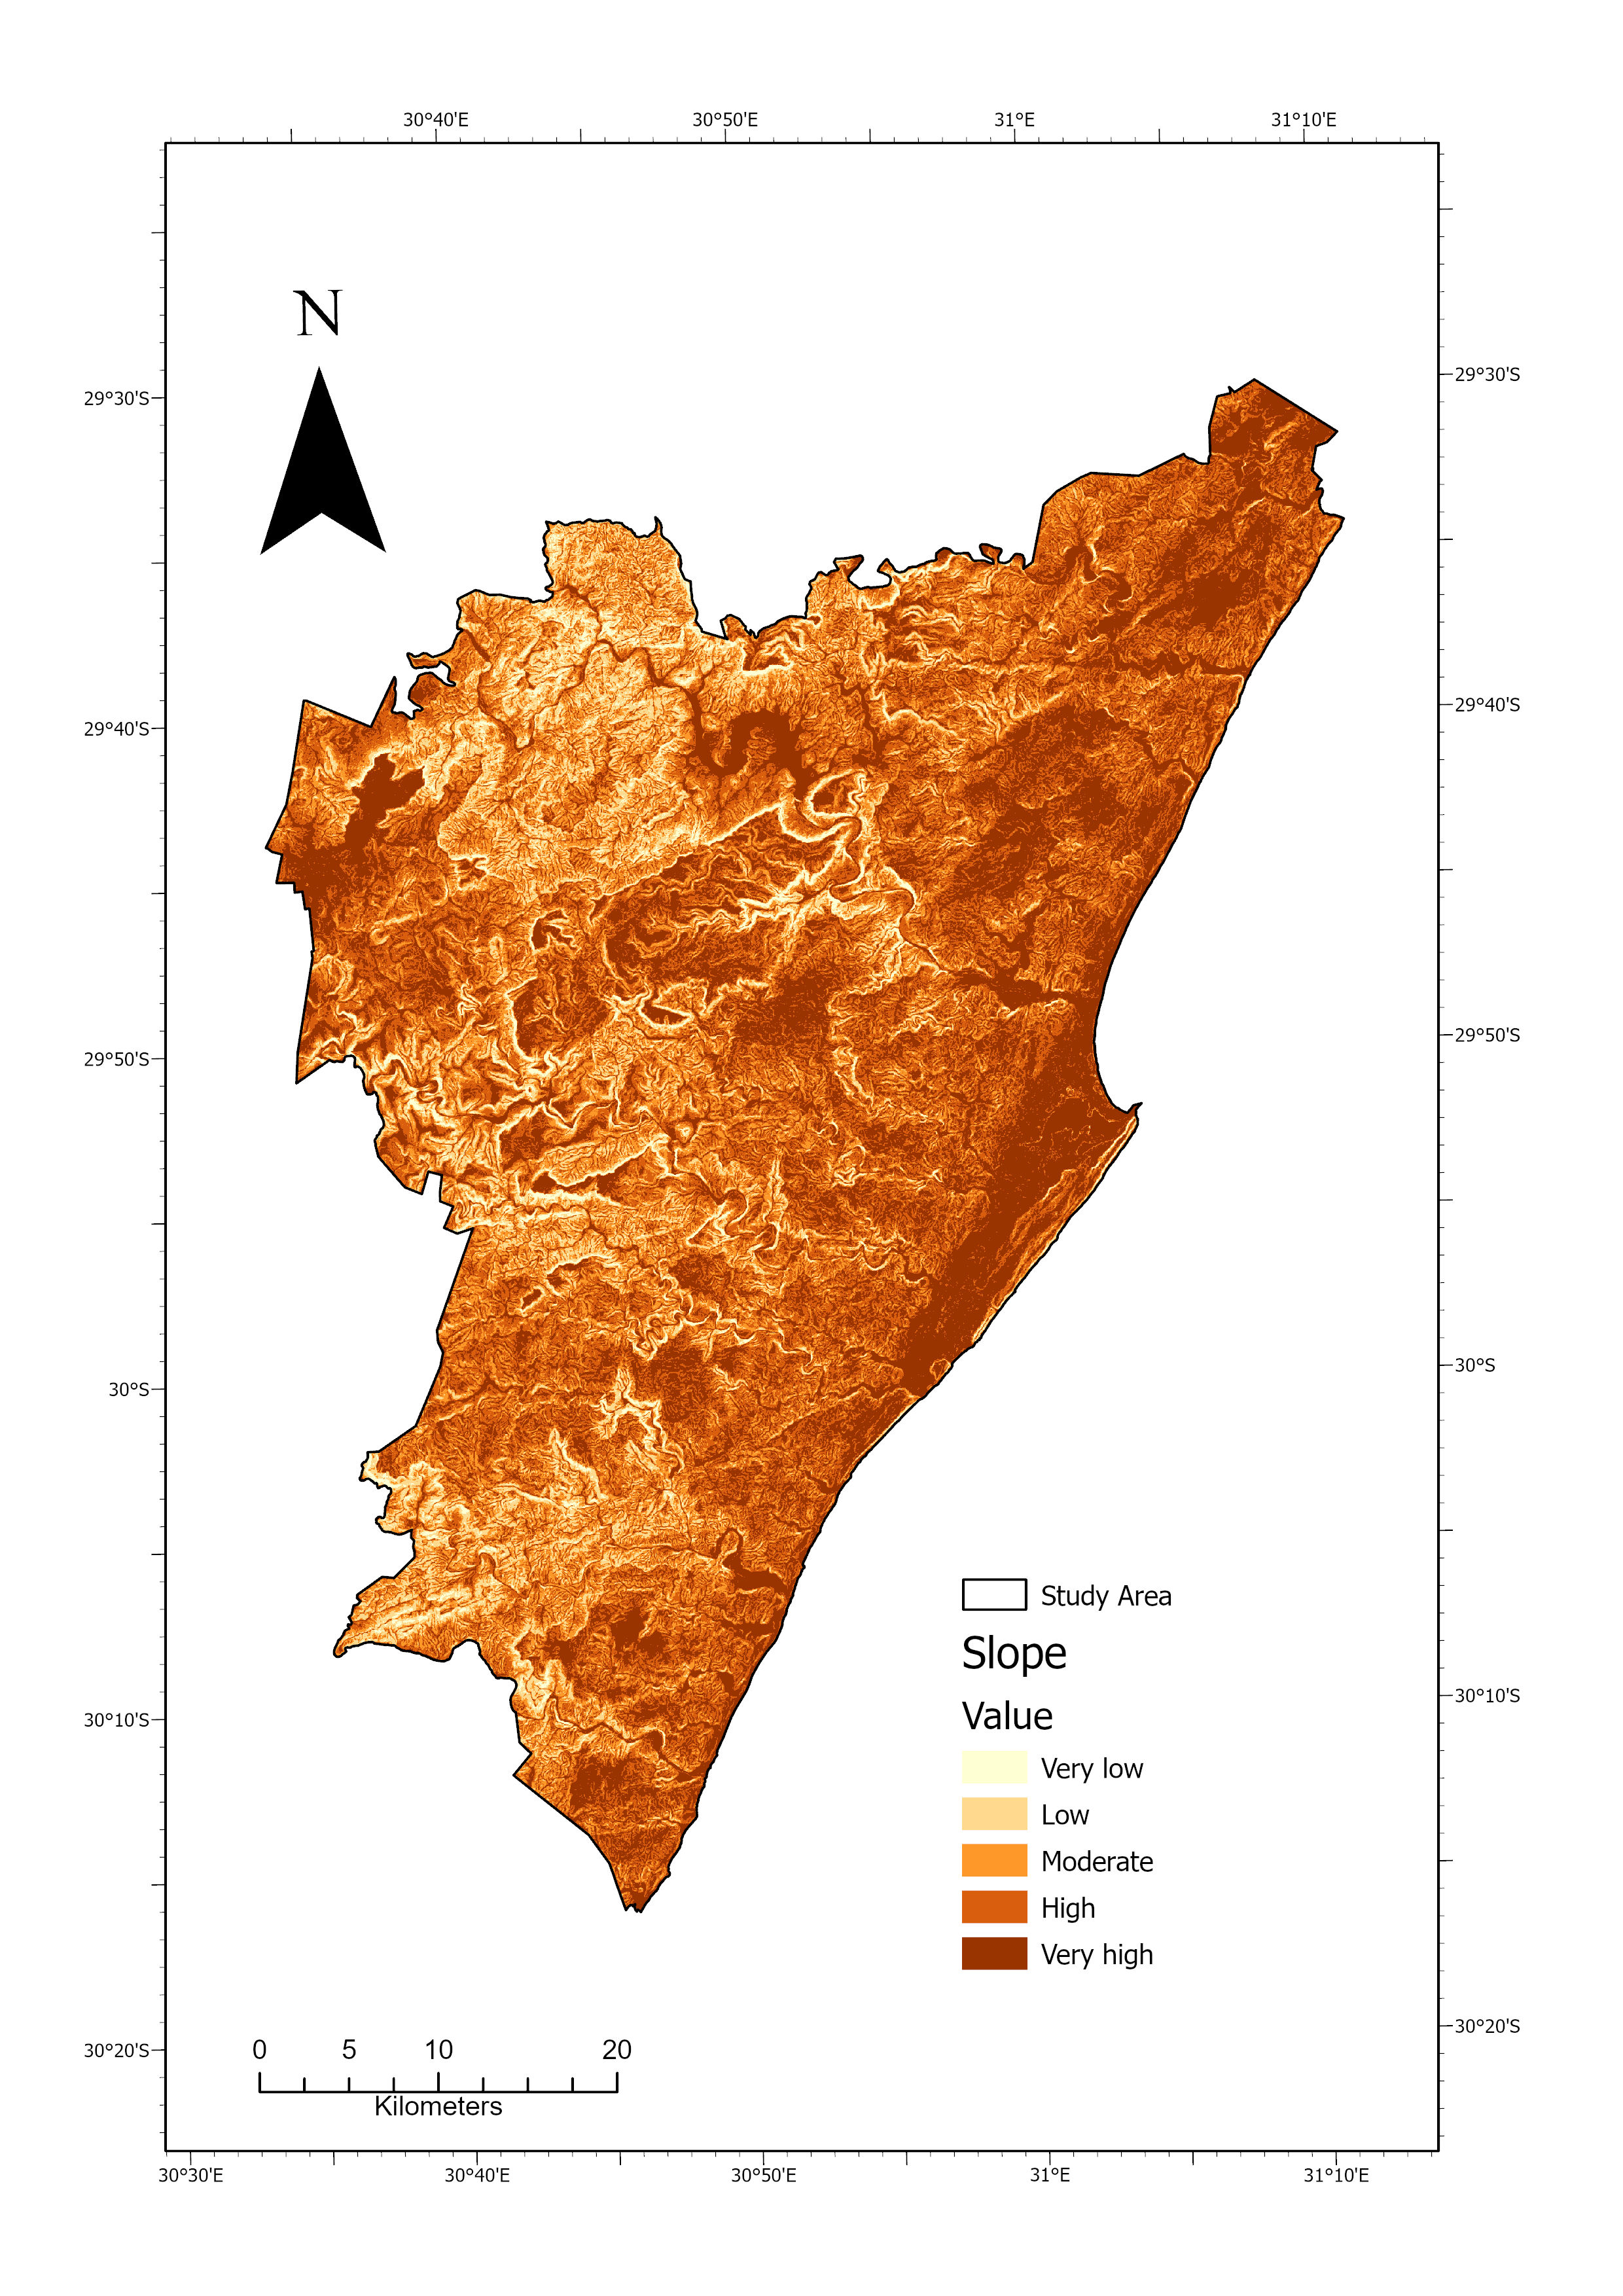 30°40'E 30°50'E 31°E 31°10'E
N
29°30'S 29°30'S
29°40'S 29°40'S
29°50'S 29°50'S
30°S 30°S
Study Area
Slope
Value
30°10'S 30°10'S
Very low
Low
Moderate
High
Very high
30°20'S 30°20'S
0 5 10 20
Kilometers
30°30'E 30°40'E 30°50'E 31°E 31°10'E